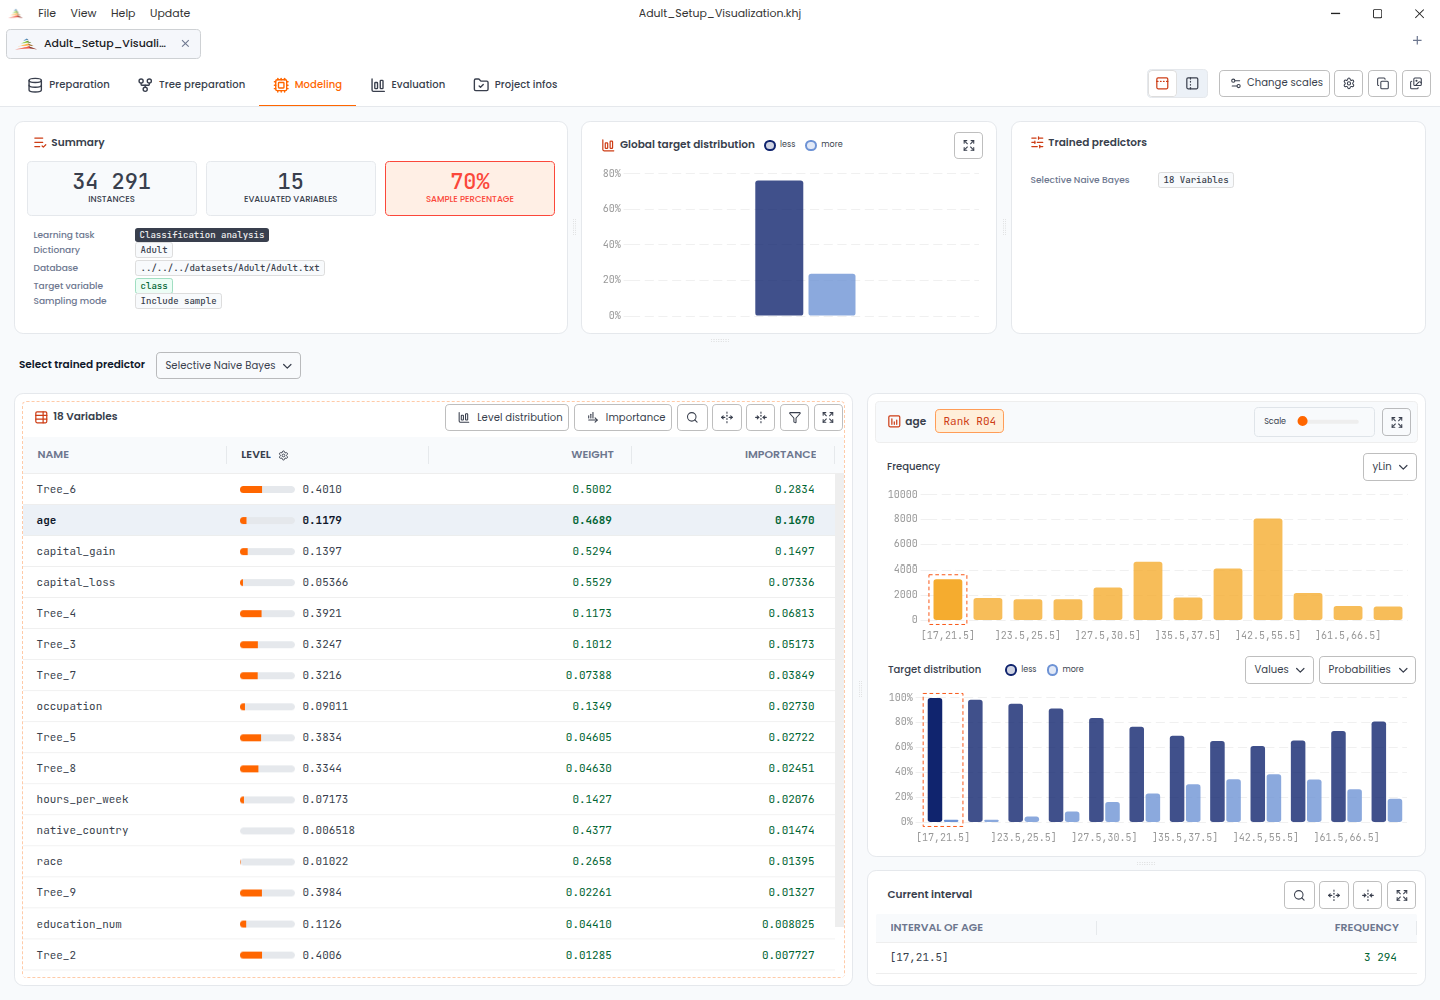 File View Help Update
Adult_Setup_Visualization.khj
Adult_Setup_Visuali...
Preparation
Tree preparation
Modeling
Evaluation
Project infos
Change scales
Summary
34 291
INSTANCES
15
EVALUATED VARIABLES
70%
SAMPLE PERCENTAGE
Learning task Classification analysis
Dictionary Adult
Database ../../../datasets/Adult/Adult.txt
Target variable class
Sampling mode Include sample
Global target distribution less more
80%
60%
40%
20%
0%
Trained predictors
Selective Naive Bayes 18 Variables
Select trained predictor Selective Naive Bayes
18 Variables
Level distribution
Importance
NAME LEVEL WEIGHT IMPORTANCE
Tree_6 0.4010 0.5002 0.2834
age 0.1179 0.4689 0.1670
capital_gain 0.1397 0.5294 0.1497
capital_loss 0.05366 0.5529 0.07336
Tree_4 0.3921 0.1173 0.06813
Tree_3 0.3247 0.1012 0.05173
Tree_7 0.3216 0.07388 0.03849
occupation 0.09011 0.1349 0.02730
Tree_5 0.3834 0.04605 0.02722
Tree_8 0.3344 0.04630 0.02451
hours_per_week 0.07173 0.1427 0.02076
native_country 0.006518 0.4377 0.01474
race 0.01022 0.2658 0.01395
Tree_9 0.3984 0.02261 0.01327
education_num 0.1126 0.04410 0.008025
Tree_2 0.4006 0.01285 0.007727
age Rank R04
Scale
Frequency
yLin
10000
8000
6000
4000
2000
0
[17,21.5] ]23.5,25.5] ]27.5,30.5] ]35.5,37.5] ]42.5,55.5] ]61.5,66.5]
Target distribution less more
Values
Probabilities
100%
80%
60%
40%
20%
0%
[17,21.5] ]23.5,25.5] ]27.5,30.5] ]35.5,37.5] ]42.5,55.5] ]61.5,66.5]
Current interval
INTERVAL OF AGE FREQUENCY
[17,21.5] 3 294